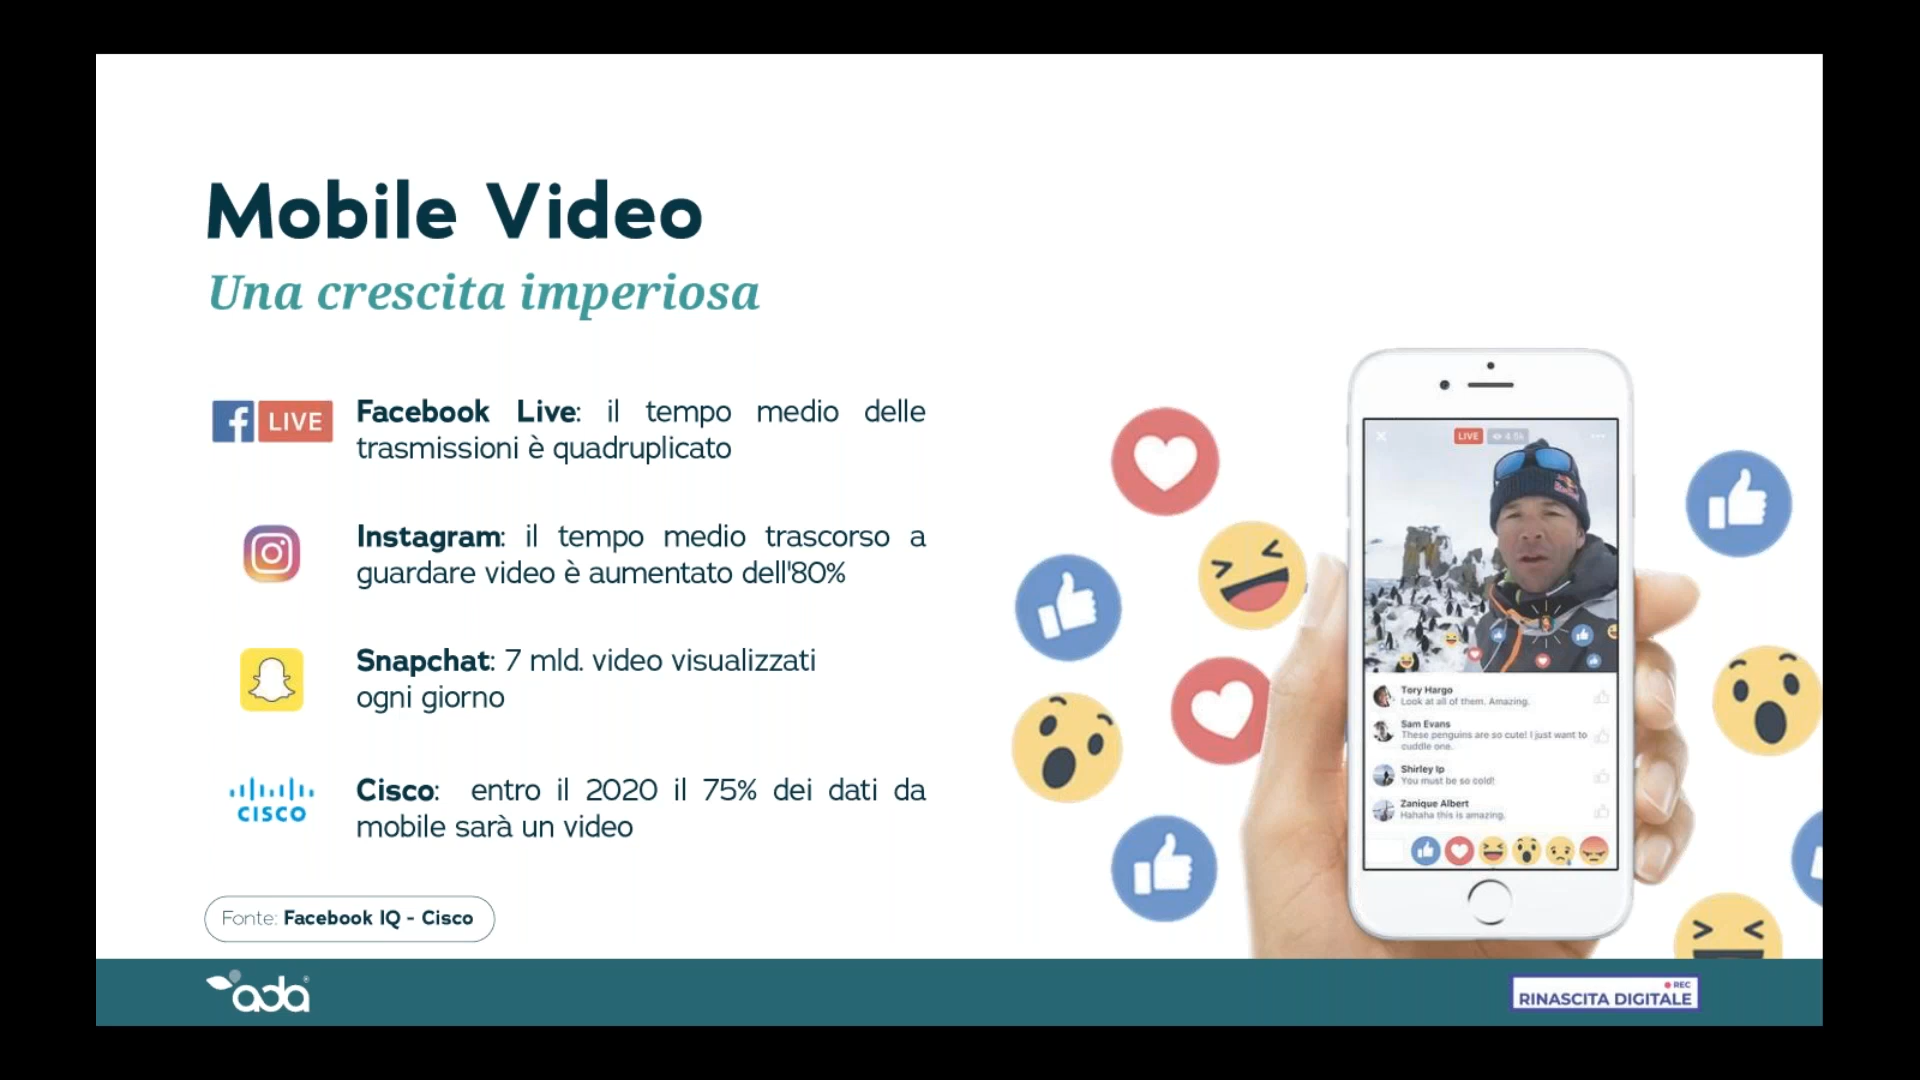 Mobile Video
Una crescita imperiosa
f LIVE
Facebook Live: il tempo medio delle
trasmissioni è quadruplicato
Instagram: il tempo medio trascorso a
guardare video è aumentato dell'80%
Snapchat: 7 mld. video visualizzati
ogni giorno
CISCO
Cisco: entro il 2020 il 75% dei dati da
mobile sarà un video
Fonte: Facebook IQ - Cisco
LIVE
Tory Hargo
Look at all of them. Amazing.
Sam Evans
These penguins are so cute! I just want to
cuddle one.
Shirley Ip
You must be so cold!
Zanique Albert
Hahaha this is amazing.
ada
REC
RINASCITA DIGITALE